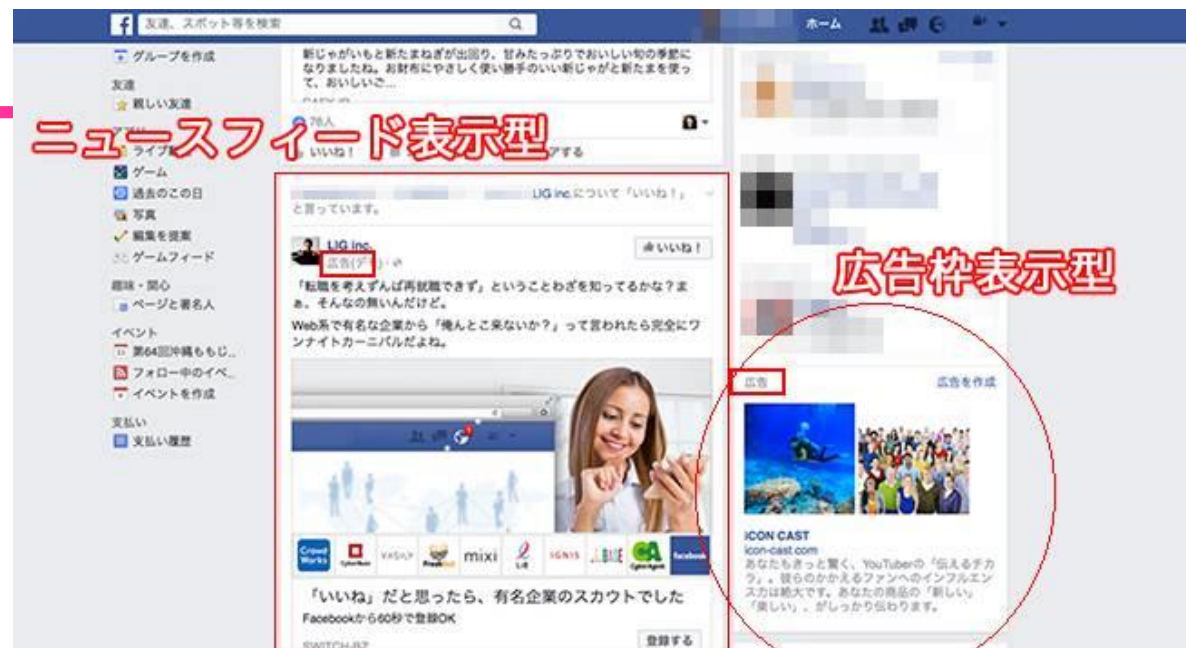 友達、スポット等を検索
ホーム
グループを作成
友達
親しい友達
ライブ
ゲーム
過去のこの日
写真
編集を提案
ゲームフィード
趣味・関心
ページと著名人
イベント
第64回沖縄ももじ...
フォロー中のイベ...
イベントを作成
支払い
支払い履歴
新じゃがいもと新たまねぎが出回り、甘みたっぷりでおいしい旬の季節に
なりましたね。お財布にやさしく使い勝手のいい新じゃがと新たまを使っ
て、おいしいご...
78人
いいね！
アする
ニュースフィード表示型
LIG inc.について「いいね！」
と言っています。
LIG inc.
いいね！
広告(デ
「転職を考えずんば再就職できず」ということわざを知ってるかな？ま
ぁ、そんなの無いんだけど。
Web系で有名な企業から「俺んとこ来ないか？」って言われたら完全にワ
ンナイトカーニバルだよね。
Crowd Works
VASILY
mixi
LIG
IGNIS
BASE
CA
CyberAgent
facebook
「いいね」だと思ったら、有名企業のスカウトでした
Facebookから60秒で登録OK
SWITCH-BZ
登録する
広告枠表示型
広告
広告を作成
iCON CAST
icon-cast.com
あなたもきっと驚く、YouTuberの「伝えるチカ
ラ」。彼らのかかえるファンへのインフルエン
ス力は絶大です。あなたの商品の「新しい」
「楽しい」、がしっかり伝わります。